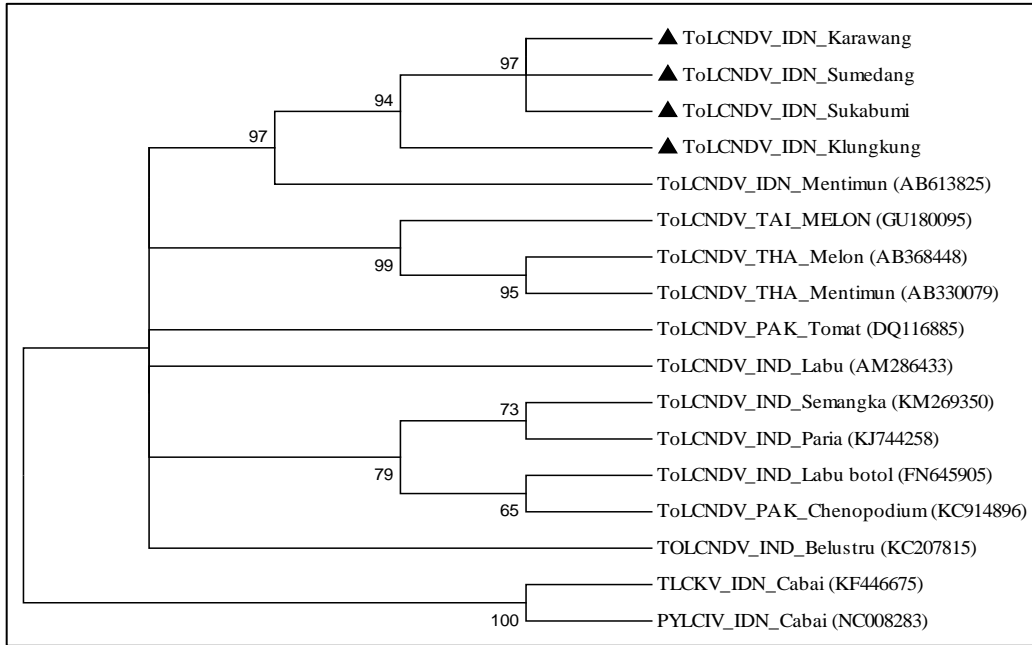 ToLCNDV_IDN_Karawang
97
ToLCNDV_IDN_Sumedang
94
ToLCNDV_IDN_Sukabumi
97
ToLCNDV_IDN_Klungkung
ToLCNDV_IDN_Mentimun (AB613825)
ToLCNDV_TAI_MELON (GU180095)
99
ToLCNDV_THA_Melon (AB368448)
95
ToLCNDV_THA_Mentimun (AB330079)
ToLCNDV_PAK_Tomat (DQ116885)
ToLCNDV_IND_Labu (AM286433)
73
ToLCNDV_IND_Semangka (KM269350)
ToLCNDV_IND_Paria (KJ744258)
79
ToLCNDV_IND_Labu botol (FN645905)
65
ToLCNDV_PAK_Chenopodium (KC914896)
TOLCNDV_IND_Belustru (KC207815)
TLCKV_IDN_Cabai (KF446675)
100
PYLCIV_IDN_Cabai (NC008283)